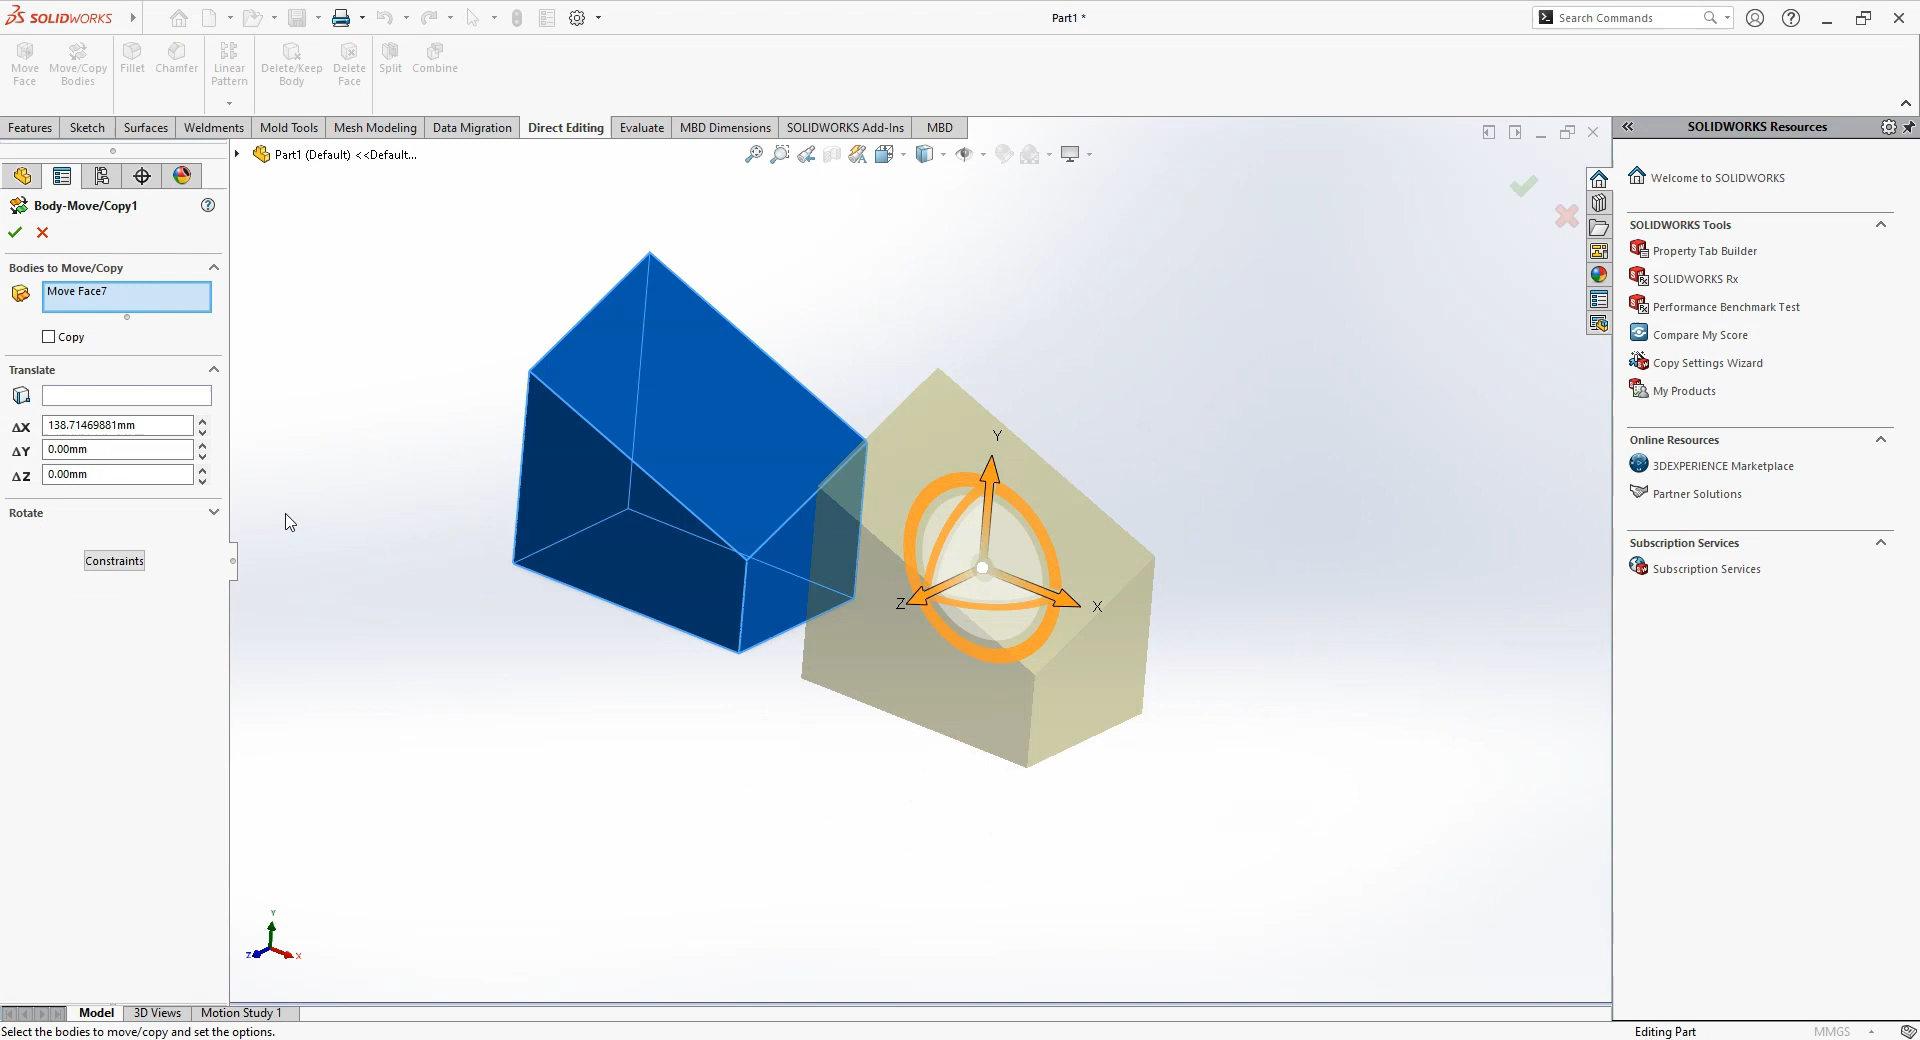 SOLIDWORKS
Part1 *
Search Commands
Move Face
Move/Copy Bodies
Fillet
Chamfer
Linear Pattern
Delete/Keep Body
Delete Face
Split
Combine
Features
Sketch
Surfaces
Weldments
Mold Tools
Mesh Modeling
Data Migration
Direct Editing
Evaluate
MBD Dimensions
SOLIDWORKS Add-Ins
MBD
SOLIDWORKS Resources
Part1 (Default) <<Default...
Body-Move/Copy1
Bodies to Move/Copy
Move Face7
Copy
Translate
ΔX 138.71469881mm
ΔY 0.00mm
ΔZ 0.00mm
Rotate
Constraints
Y
Z
X
Y
Z
X
Welcome to SOLIDWORKS
SOLIDWORKS Tools
Property Tab Builder
SOLIDWORKS Rx
Performance Benchmark Test
Compare My Score
Copy Settings Wizard
My Products
Online Resources
3DEXPERIENCE Marketplace
Partner Solutions
Subscription Services
Subscription Services
Model
3D Views
Motion Study 1
Select the bodies to move/copy and set the options.
Editing Part
MMGS